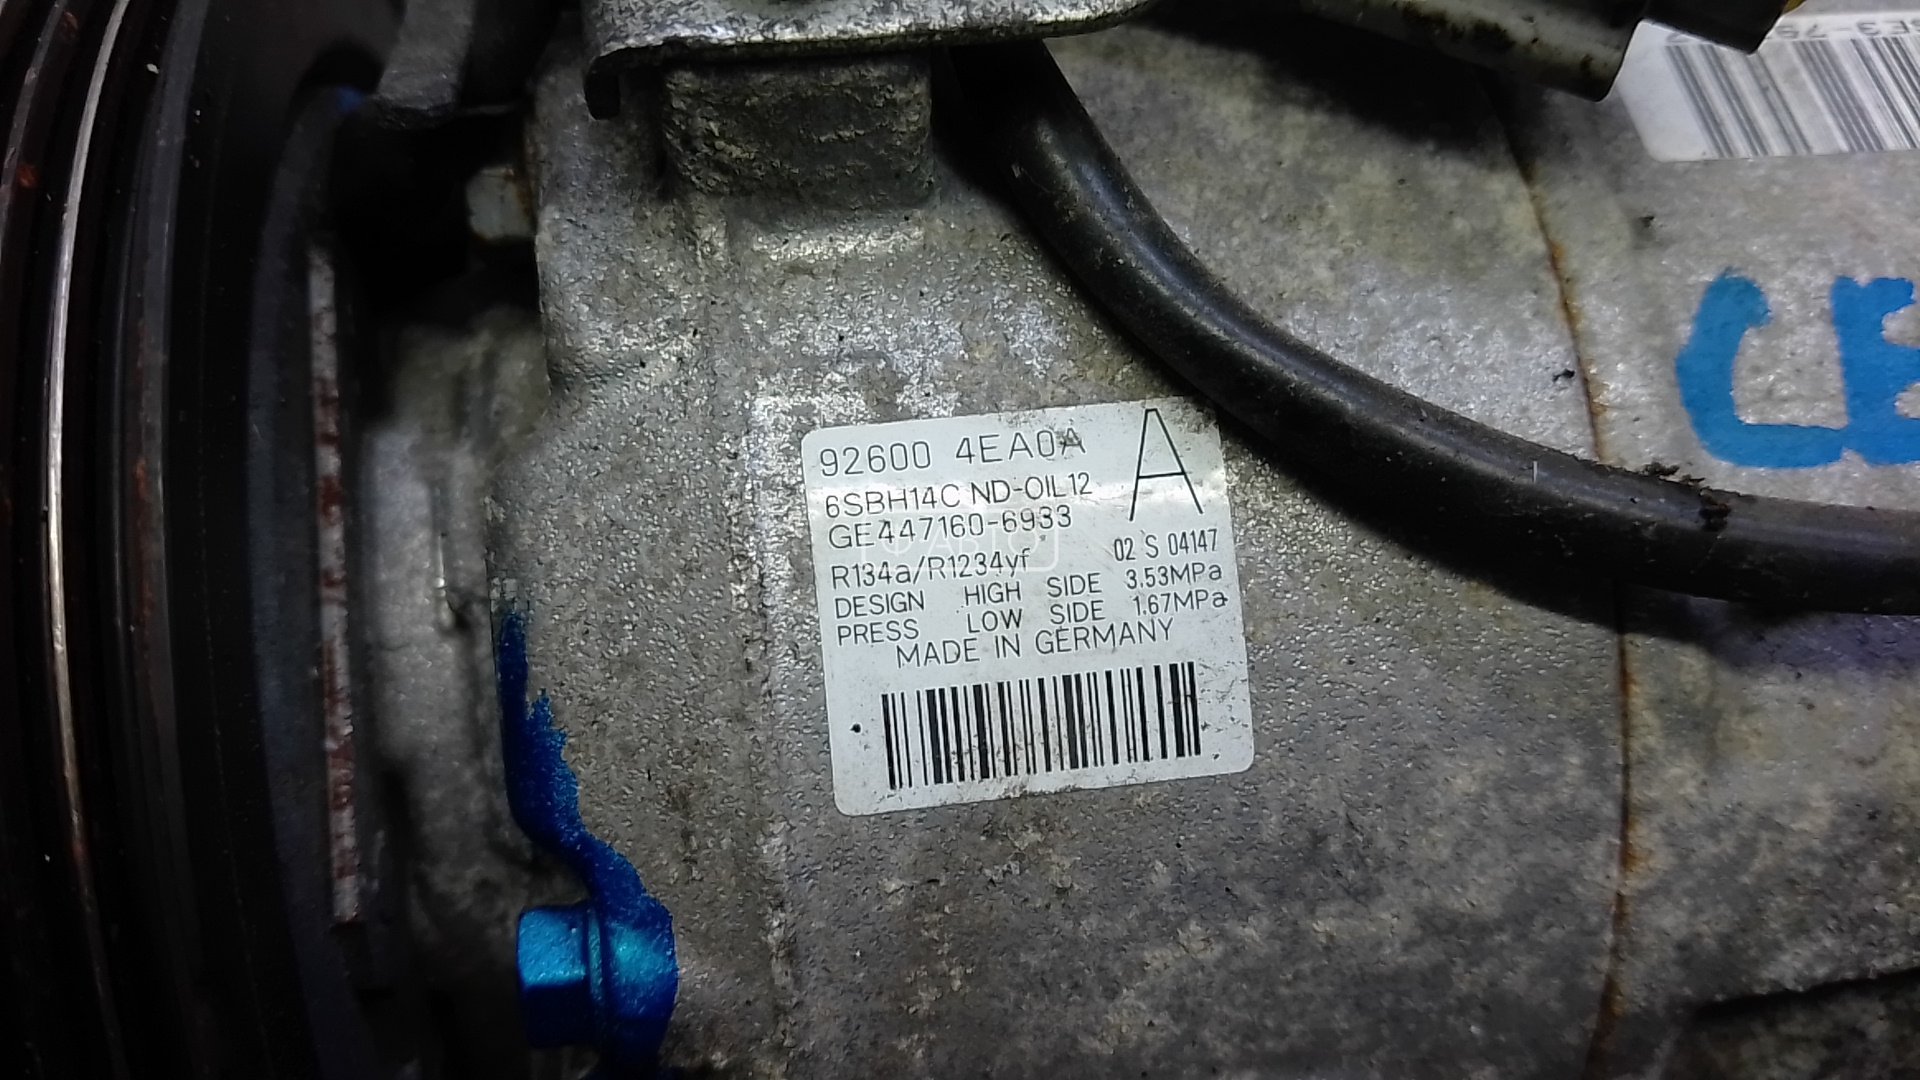 92600 4EA0A A
6SBH14C ND-OIL12
GE447160-6933
R134a/R1234yf 02 S 04147
DESIGN HIGH SIDE 3.53MPa
PRESS LOW SIDE 1.67MPa
MADE IN GERMANY